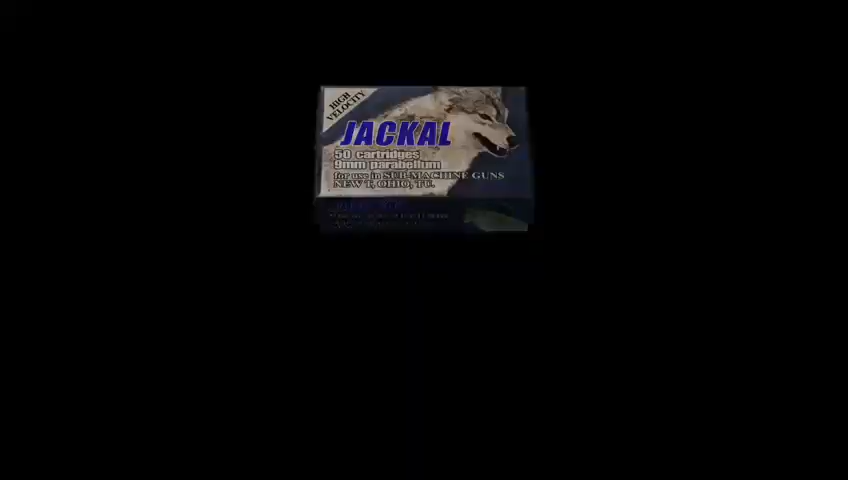 HIGH
VELOCITY
JACKAL
50 cartridges
9mm parabellum
for use in SUB-MACHINE GUNS
NEW T, OHIO, TU.